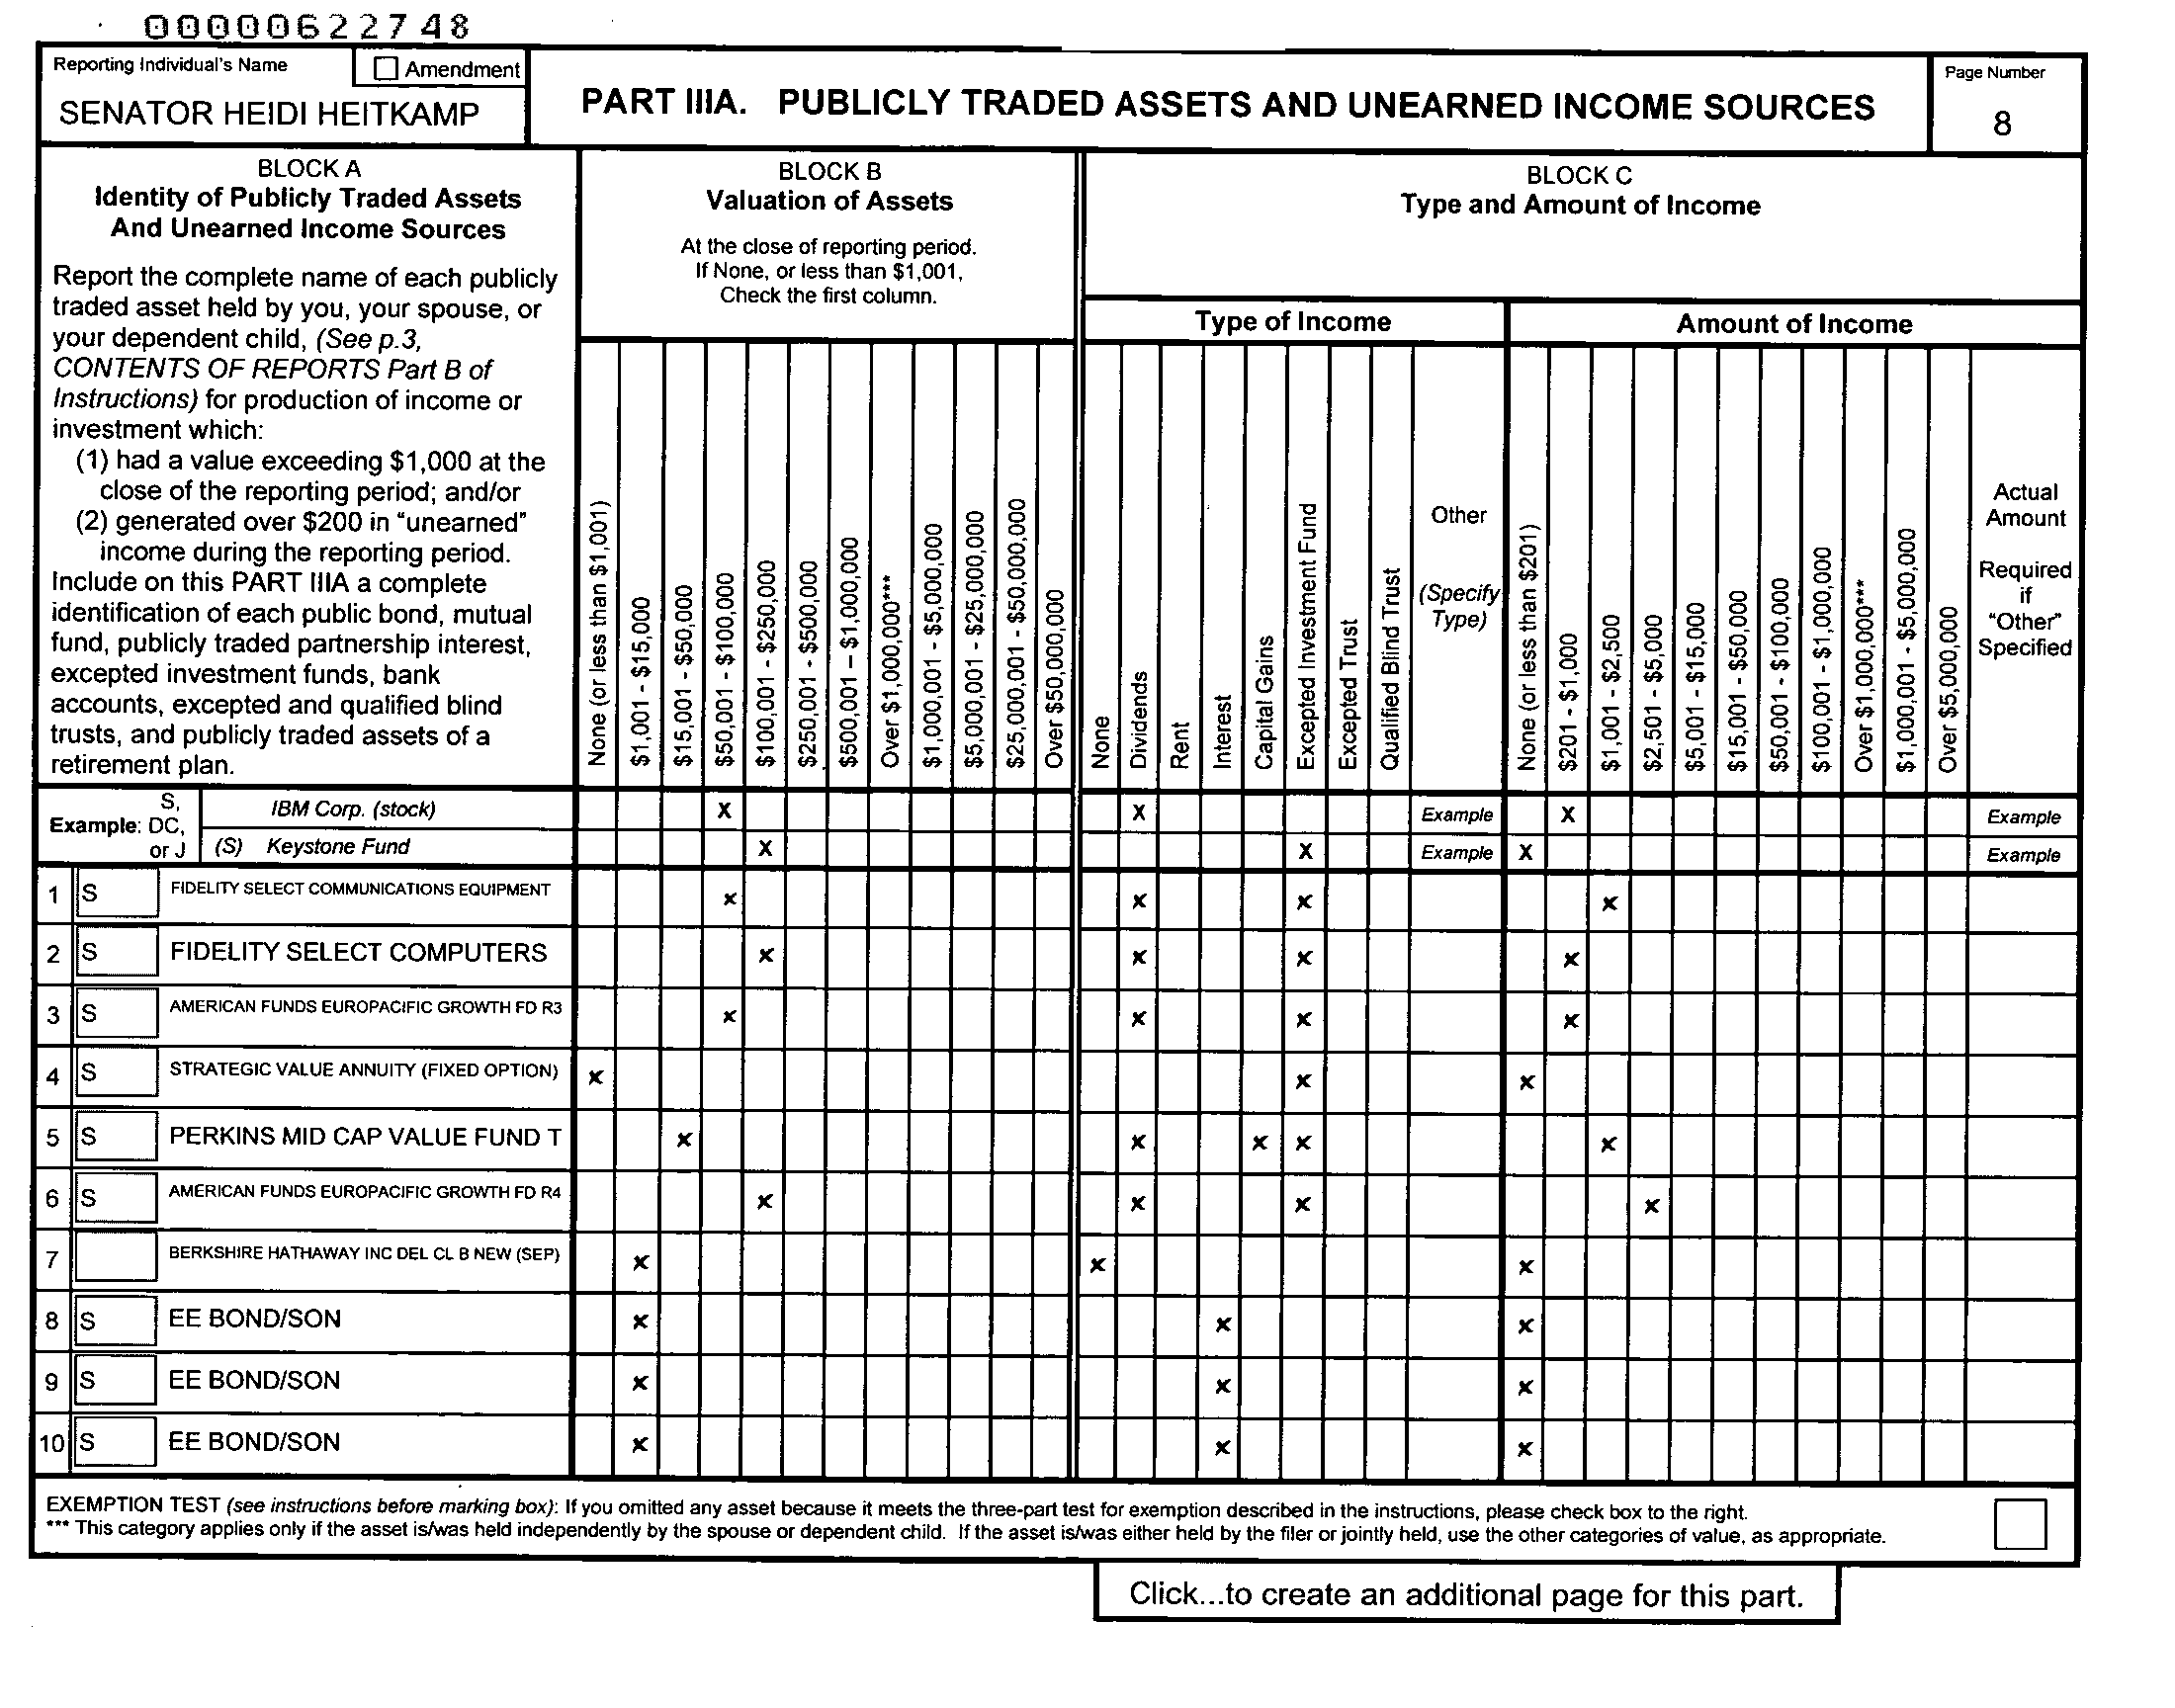 00000622748
Reporting Individual's Name
Amendment
SENATOR HEIDI HEITKAMP
PART IIIA. PUBLICLY TRADED ASSETS AND UNEARNED INCOME SOURCES
Page Number
8
BLOCK A
Identity of Publicly Traded Assets
And Unearned Income Sources
Report the complete name of each publicly
traded asset held by you, your spouse, or
your dependent child, (See p.3,
CONTENTS OF REPORTS Part B of
Instructions) for production of income or
investment which:
(1) had a value exceeding $1,000 at the
close of the reporting period; and/or
(2) generated over $200 in "unearned"
income during the reporting period.
Include on this PART IIIA a complete
identification of each public bond, mutual
fund, publicly traded partnership interest,
excepted investment funds, bank
accounts, excepted and qualified blind
trusts, and publicly traded assets of a
retirement plan.
BLOCK B
Valuation of Assets
At the close of reporting period.
If None, or less than $1,001,
Check the first column.
None (or less than $1,001)
$1,001 - $15,000
$15,001 - $50,000
$50,001 - $100,000
$100,001 - $250,000
$250,001 - $500,000
$500,001 – $1,000,000
Over $1,000,000***
$1,000,001 - $5,000,000
$5,000,001 - $25,000,000
$25,000,001 - $50,000,000
Over $50,000,000
BLOCK C
Type and Amount of Income
Type of Income
None
Dividends
Rent
Interest
Capital Gains
Excepted Investment Fund
Excepted Trust
Qualified Blind Trust
Other
(Specify
Type)
Amount of Income
None (or less than $201)
$201 - $1,000
$1,001 - $2,500
$2,501 - $5,000
$5,001 - $15,000
$15,001 - $50,000
$50,001 - $100,000
$100,001 - $1,000,000
Over $1,000,000***
$1,000,001 - $5,000,000
Over $5,000,000
Actual
Amount
Required
if
"Other"
Specified
Example: S, DC, or J
IBM Corp. (stock) X X Example X Example
(S) Keystone Fund X X Example X Example
1 S FIDELITY SELECT COMMUNICATIONS EQUIPMENT x x x x
2 S FIDELITY SELECT COMPUTERS x x x x
3 S AMERICAN FUNDS EUROPACIFIC GROWTH FD R3 x x x x
4 S STRATEGIC VALUE ANNUITY (FIXED OPTION) x x x
5 S PERKINS MID CAP VALUE FUND T x x x x x
6 S AMERICAN FUNDS EUROPACIFIC GROWTH FD R4 x x x x
7 BERKSHIRE HATHAWAY INC DEL CL B NEW (SEP) x x x
8 S EE BOND/SON x x x
9 S EE BOND/SON x x x
10 S EE BOND/SON x x x
EXEMPTION TEST (see instructions before marking box): If you omitted any asset because it meets the three-part test for exemption described in the instructions, please check box to the right.
*** This category applies only if the asset is/was held independently by the spouse or dependent child. If the asset is/was either held by the filer or jointly held, use the other categories of value, as appropriate.
Click...to create an additional page for this part.